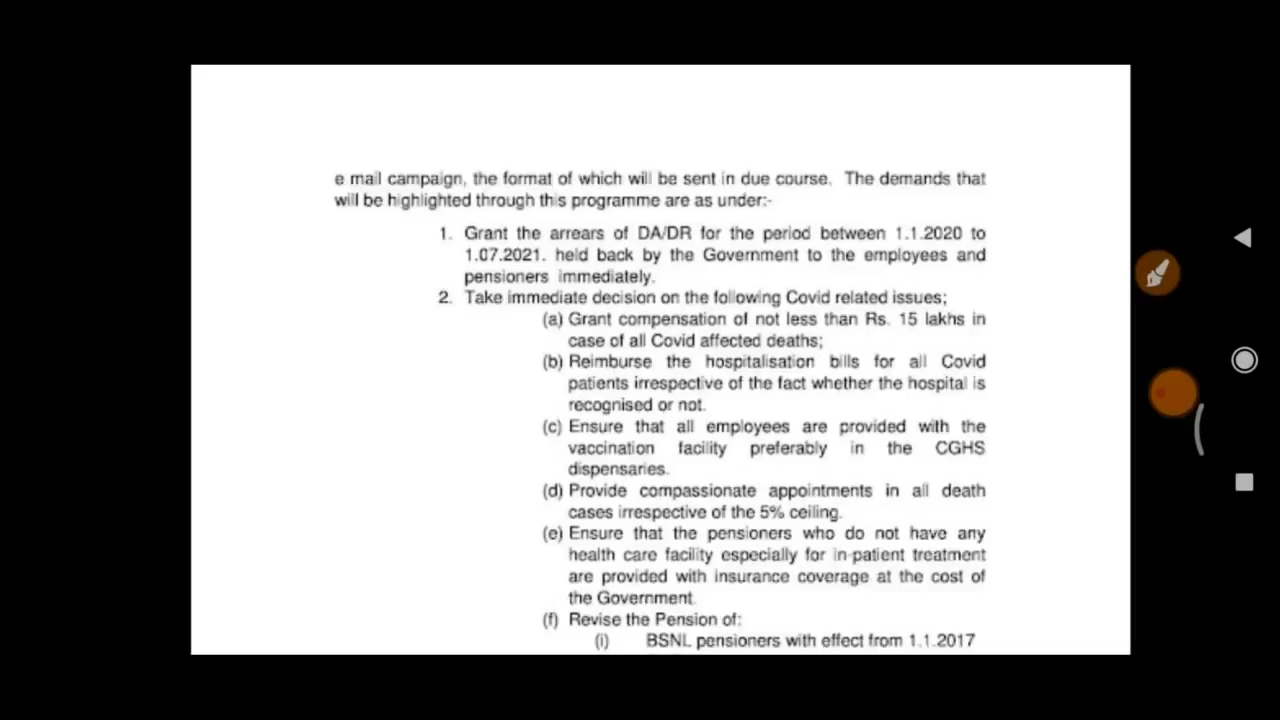 e mail campaign, the format of which will be sent in due course. The demands that
will be highlighted through this programme are as under:-
1. Grant the arrears of DA/DR for the period between 1.1.2020 to
1.07.2021. held back by the Government to the employees and
pensioners immediately.
2. Take immediate decision on the following Covid related issues;
(a) Grant compensation of not less than Rs. 15 lakhs in
case of all Covid affected deaths;
(b) Reimburse the hospitalisation bills for all Covid
patients irrespective of the fact whether the hospital is
recognised or not.
(c) Ensure that all employees are provided with the
vaccination facility preferably in the CGHS
dispensaries.
(d) Provide compassionate appointments in all death
cases irrespective of the 5% ceiling.
(e) Ensure that the pensioners who do not have any
health care facility especially for in-patient treatment
are provided with insurance coverage at the cost of
the Government.
(f) Revise the Pension of:
(i) BSNL pensioners with effect from 1.1.2017